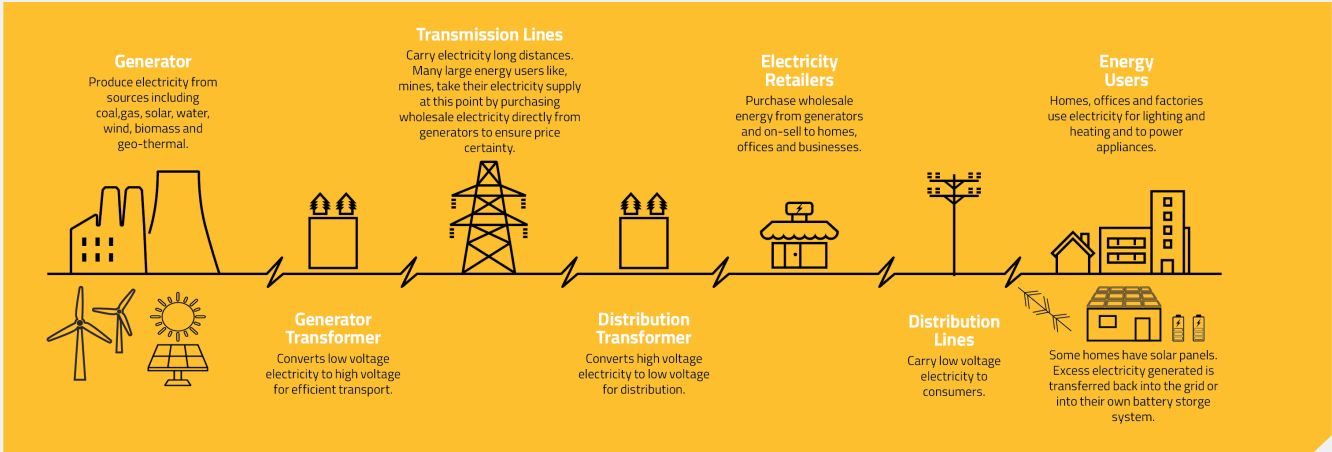 Generator
Produce electricity from
sources including
coal,gas, solar, water,
wind, biomass and
geo-thermal.
Transmission Lines
Carry electricity long distances.
Many large energy users like,
mines, take their electricity supply
at this point by purchasing
wholesale electricity directly from
generators to ensure price
certainty.
Electricity
Retailers
Purchase wholesale
energy from generators
and on-sell to homes,
offices and businesses.
Energy
Users
Homes, offices and factories
use electricity for lighting and
heating and to power
appliances.
Generator
Transformer
Converts low voltage
electricity to high voltage
for efficient transport.
Distribution
Transformer
Converts high voltage
electricity to low voltage
for distribution.
Distribution
Lines
Carry low voltage
electricity to
consumers.
Some homes have solar panels.
Excess electricity generated is
transferred back into the grid or
into their own battery storge
system.